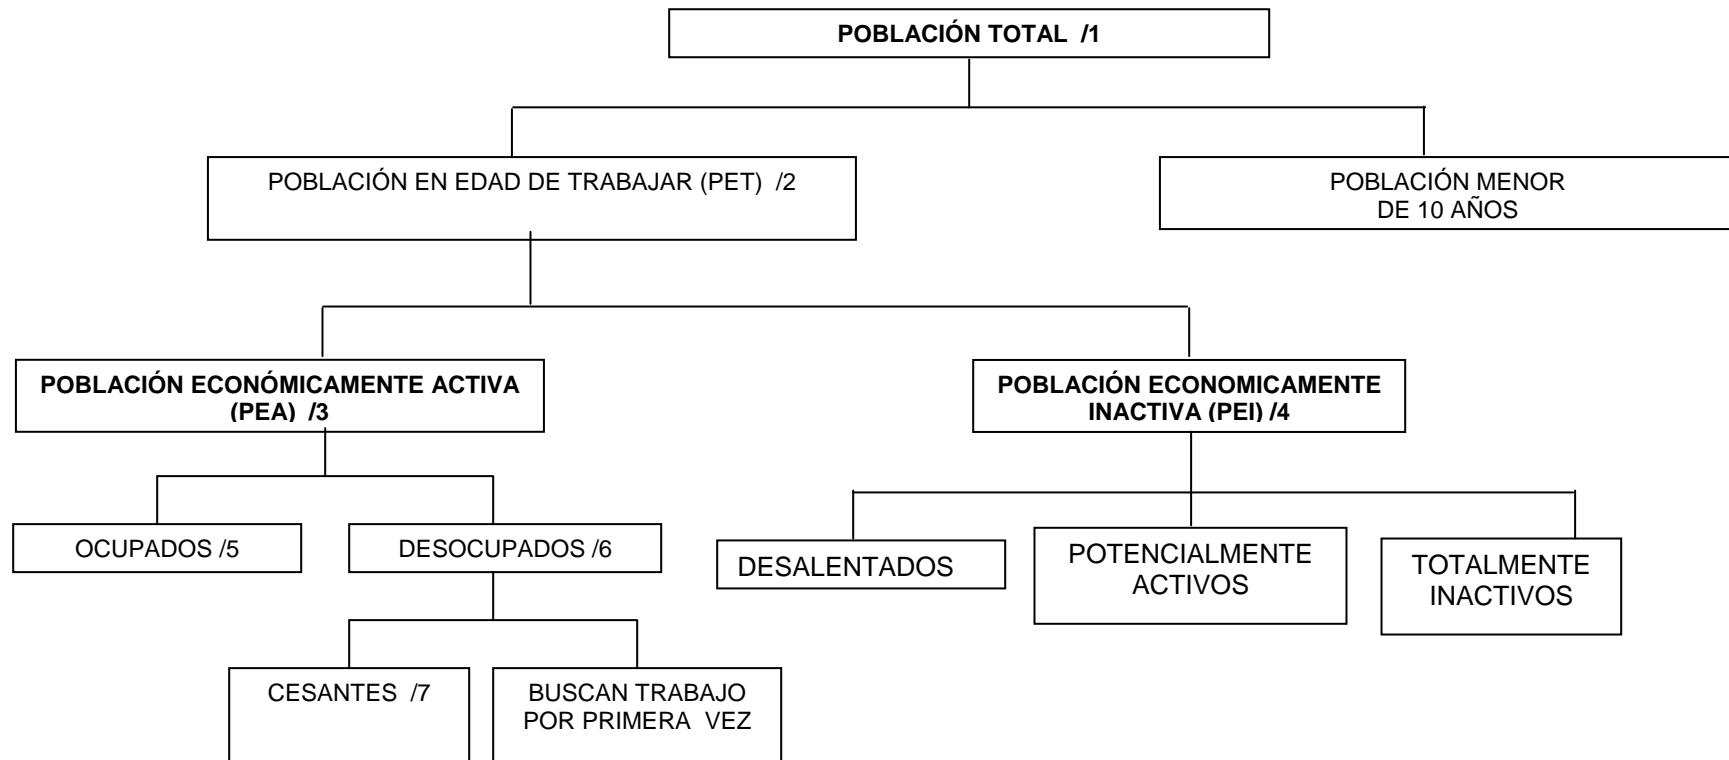 POBLACIÓN TOTAL /1
POBLACIÓN EN EDAD DE TRABAJAR (PET) /2
POBLACIÓN MENOR
DE 10 AÑOS
POBLACIÓN ECONÓMICAMENTE ACTIVA
(PEA) /3
POBLACIÓN ECONOMICAMENTE
INACTIVA (PEI) /4
OCUPADOS /5
DESOCUPADOS /6
DESALENTADOS
POTENCIALMENTE
ACTIVOS
TOTALMENTE
INACTIVOS
CESANTES /7
BUSCAN TRABAJO
POR PRIMERA VEZ